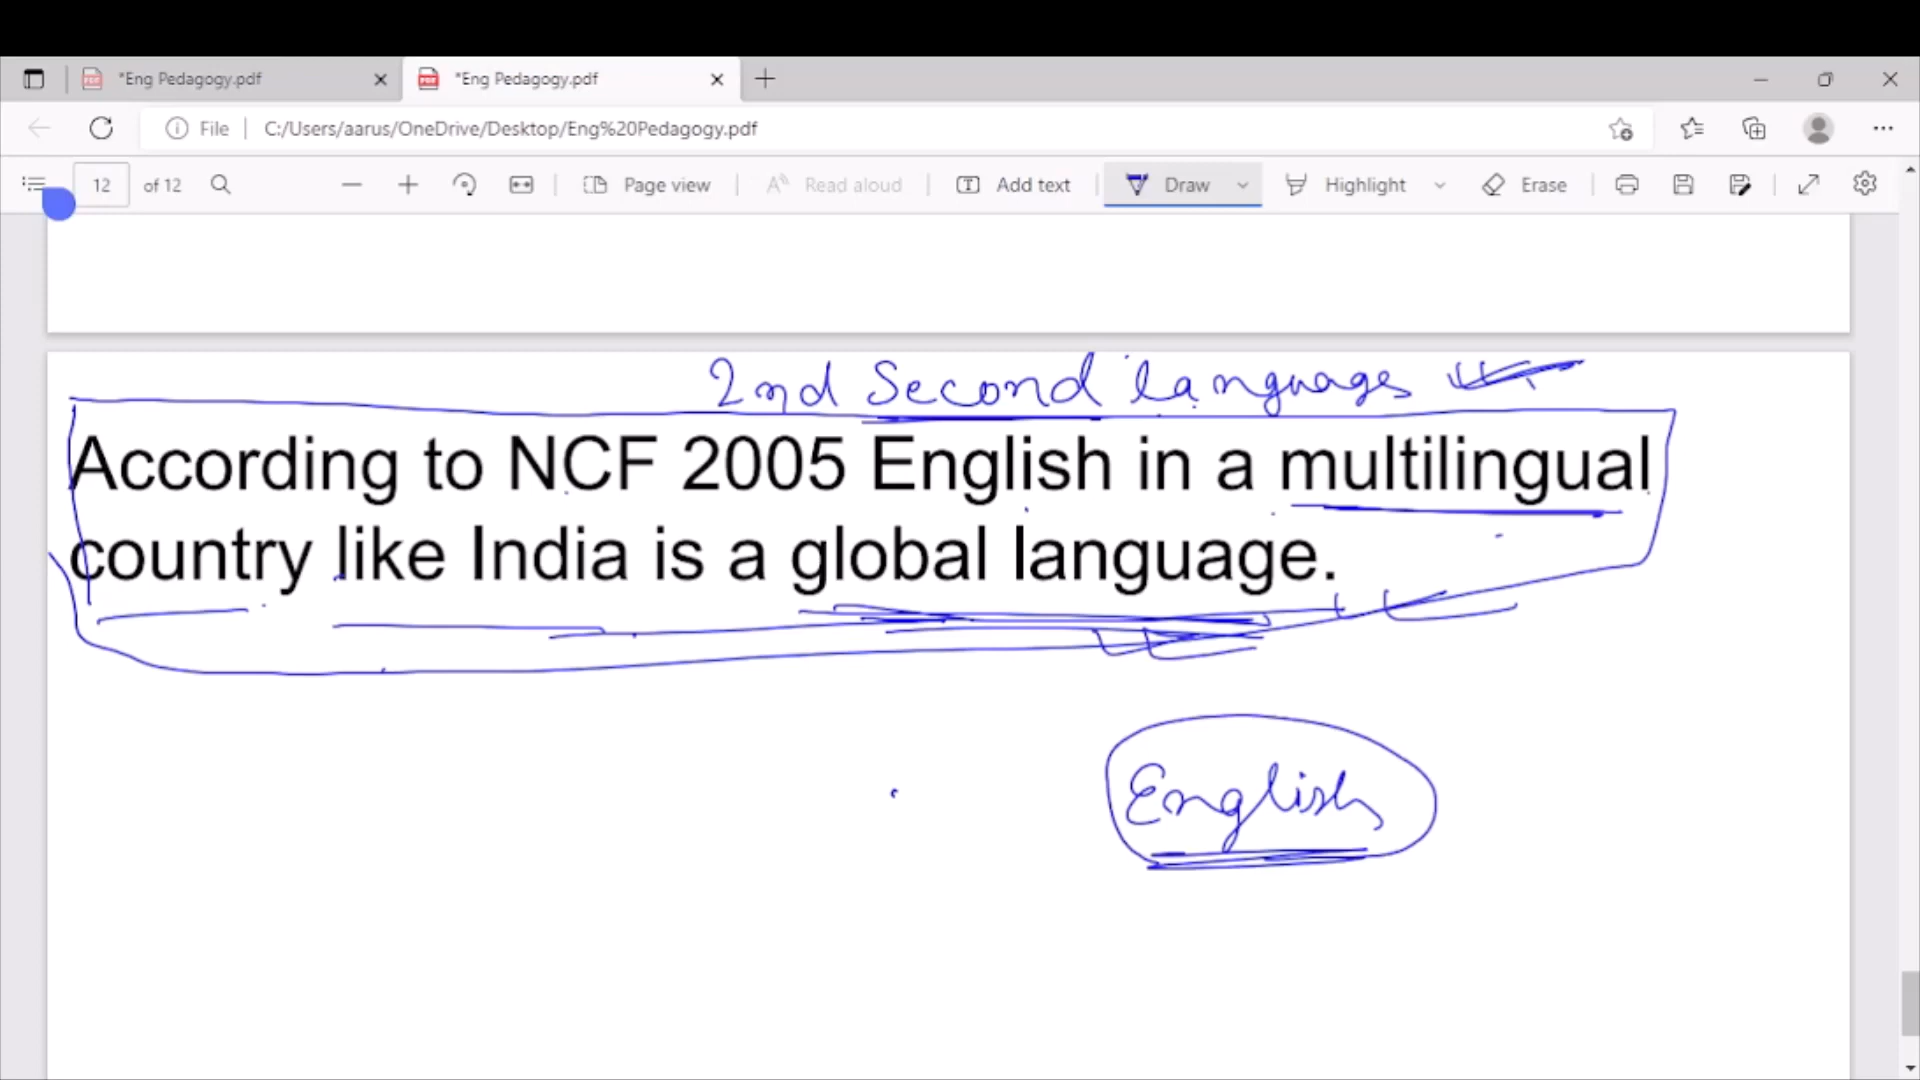 *Eng Pedagogy.pdf *Eng Pedagogy.pdf
File C:/Users/aarus/OneDrive/Desktop/Eng%20Pedagogy.pdf
12 of 12 Page view Read aloud Add text Draw Highlight Erase
2nd Second language
According to NCF 2005 English in a multilingual
country like India is a global language.
English